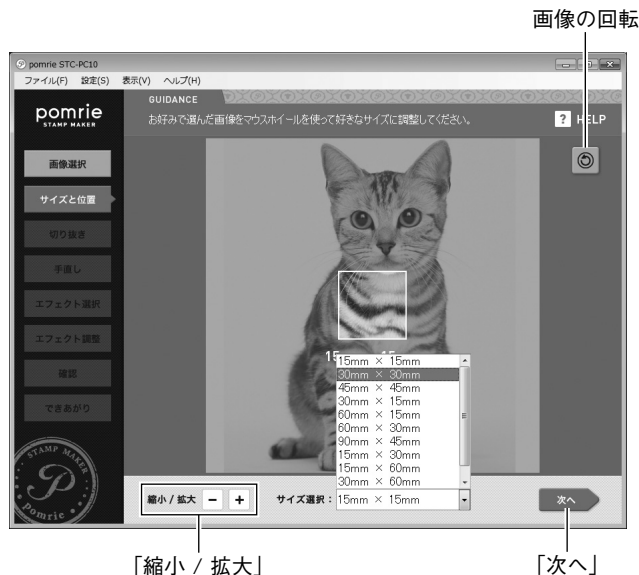 画像の回転
pomrie STC-PC10
ファイル(F) 設定(S) 表示(V) ヘルプ(H)
pomrie
STAMP MAKER
GUIDANCE
お好みで選んだ画像をマウスホイールを使って好きなサイズに調整してください。
? HELP
画像選択
サイズと位置
切り抜き
手直し
エフェクト選択
エフェクト調整
確認
できあがり
15mm × 15mm
30mm × 30mm
45mm × 45mm
30mm × 15mm
60mm × 15mm
60mm × 30mm
90mm × 45mm
15mm × 30mm
15mm × 60mm
30mm × 60mm
STAMP MAKER
P
Pomrie
縮小 / 拡大 − +
サイズ選択：15mm × 15mm
次へ
「縮小 / 拡大」
「次へ」